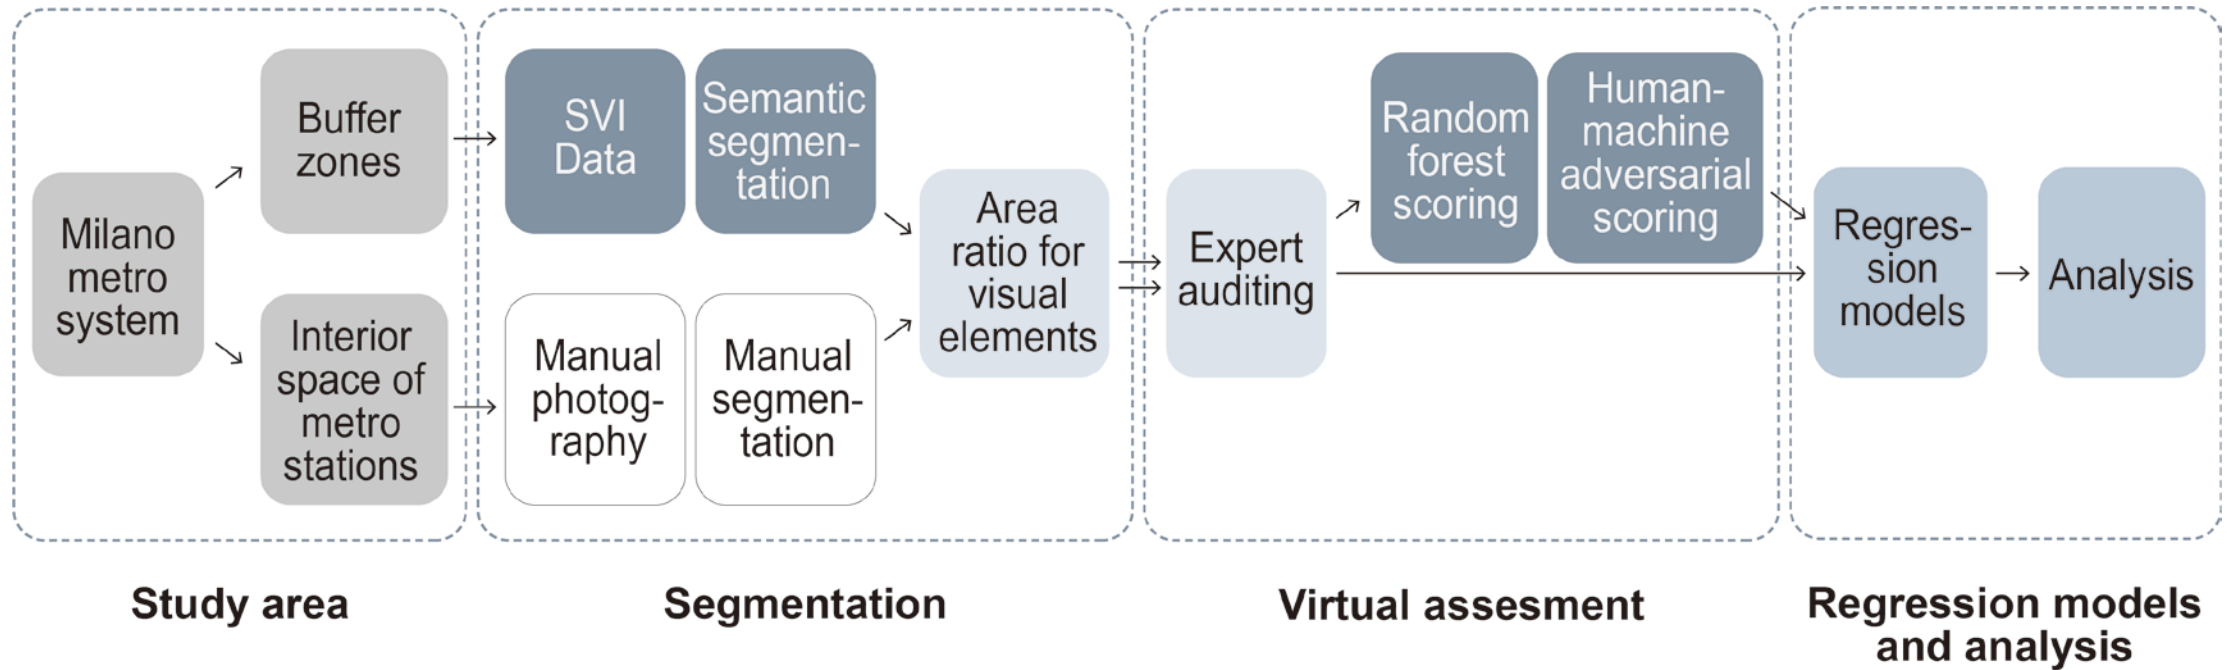 Milano
metro
system
Buffer
zones
Interior
space of
metro
stations
SVI
Data
Semantic
segmen-
tation
Manual
photog-
raphy
Manual
segmen-
tation
Area
ratio for
visual
elements
Expert
auditing
Random
forest
scoring
Human-
machine
adversarial
scoring
Regres-
sion
models
Analysis
Study area
Segmentation
Virtual assesment
Regression models
and analysis